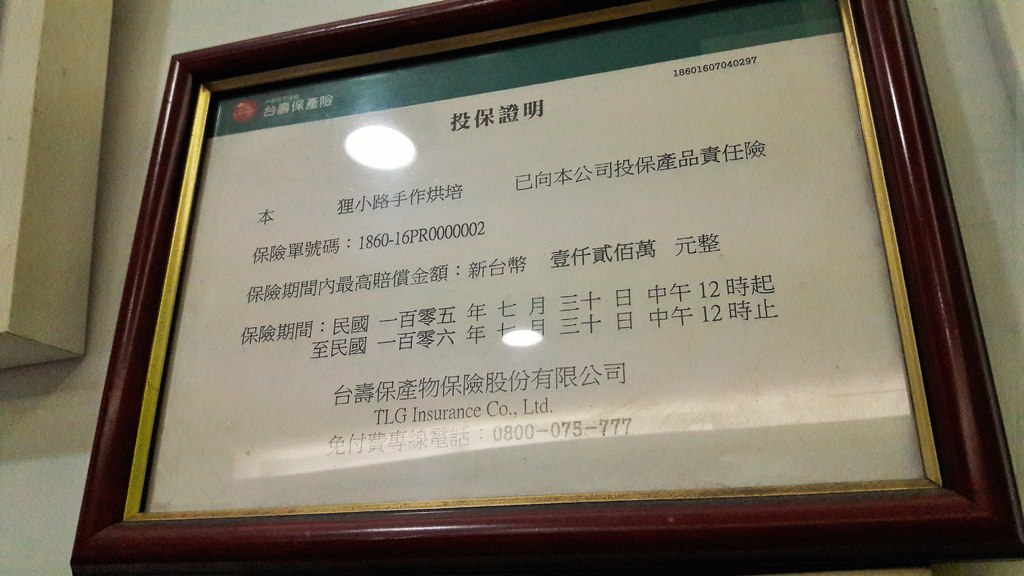 台壽保產險
18601607040297
投保證明
本 狸小路手作烘培 已向本公司投保產品責任險
保險單號碼：1860-16PR0000002
保險期間內最高賠償金額：新台幣 壹仟貳佰萬 元整
保險期間：民國 一百零五 年 七 月 三十 日 中午 12 時起
至民國 一百零六 年 七 月 三十 日 中午 12 時止
台壽保產物保險股份有限公司
TLG Insurance Co., Ltd.
免付費專線電話：0800-075-777